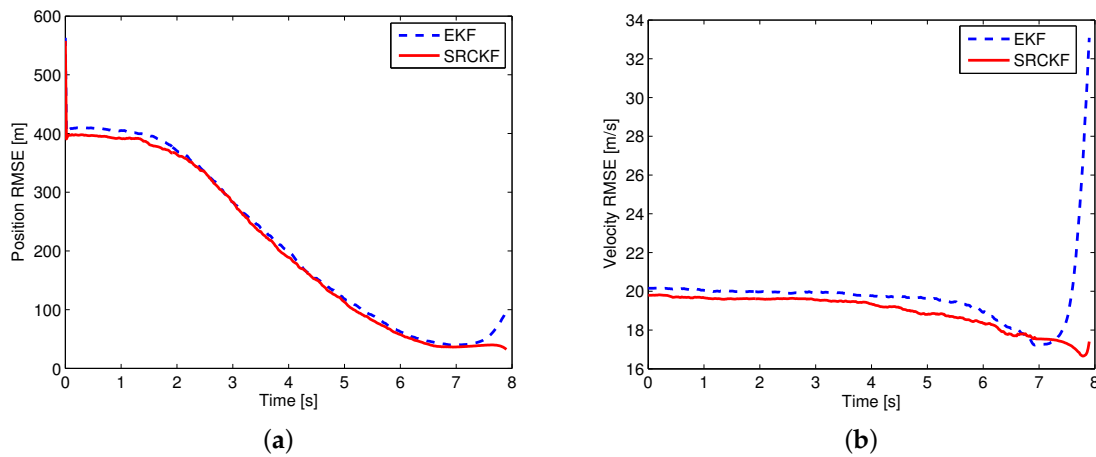 600
500
400
300
200
100
0
Position RMSE [m]
0 1 2 3 4 5 6 7 8
Time [s]
EKF
SRCKF
(a)
34
32
30
28
26
24
22
20
18
16
Velocity RMSE [m/s]
0 1 2 3 4 5 6 7 8
Time [s]
EKF
SRCKF
(b)